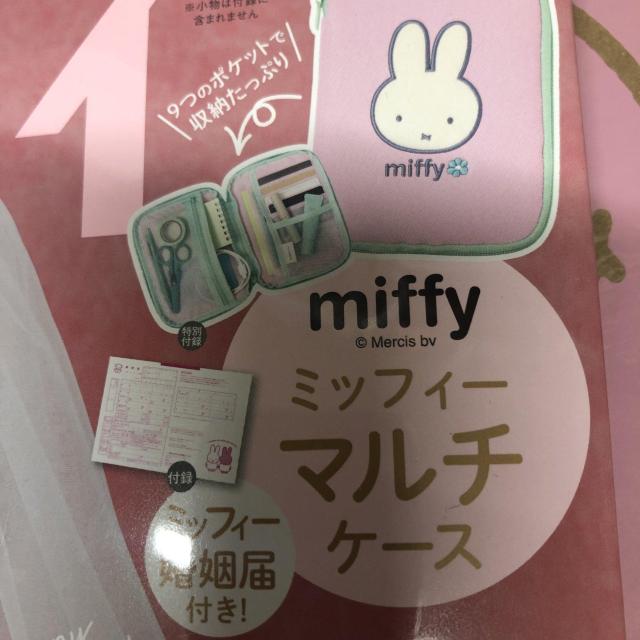 ※小物は付録に
含まれません
9つのポケットで
収納たっぷり
1
miffy
miffy
© Mercis bv
特別
付録
ミッフィー
マルチ
ケース
付録
ミッフィー
婚姻届
付き!